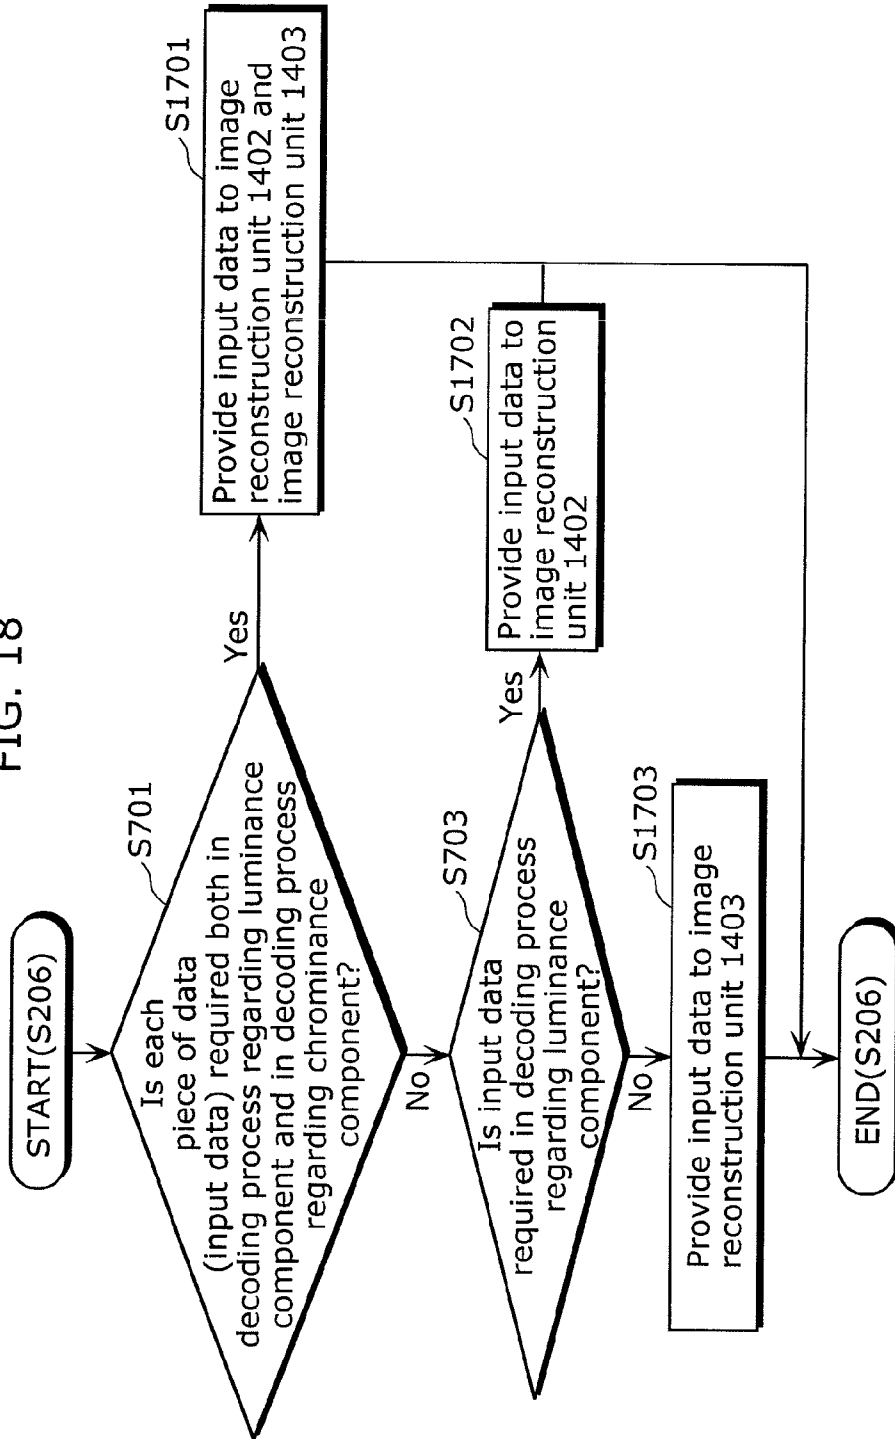 FIG. 18
START(S206)
S701
Is each
piece of data
(input data) required both in
decoding process regarding luminance
component and in decoding process
regarding chrominance
component?
Yes
S1701
Provide input data to image
reconstruction unit 1402 and
image reconstruction unit 1403
No
S703
Is input data
required in decoding process
regarding luminance
component?
Yes
S1702
Provide input data to
image reconstruction
unit 1402
No
S1703
Provide input data to image
reconstruction unit 1403
END(S206)